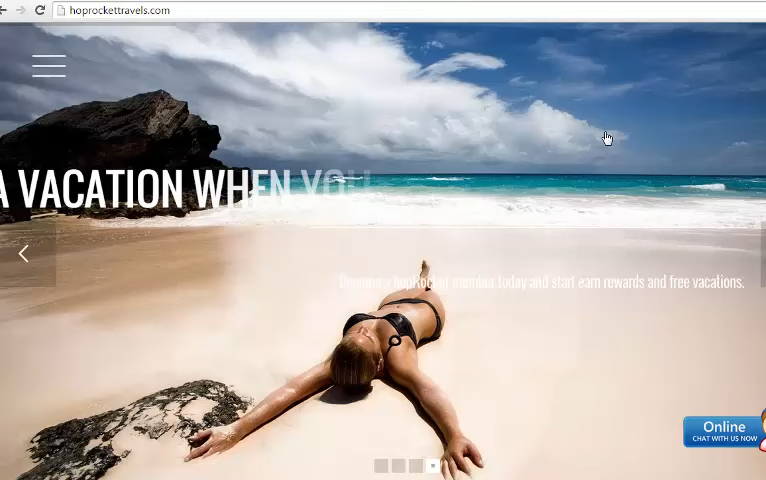 hoprockettravels.com
A VACATION WHEN YOU
Become a hopRocket member today and start earn rewards and free vacations.
Online
CHAT WITH US NOW